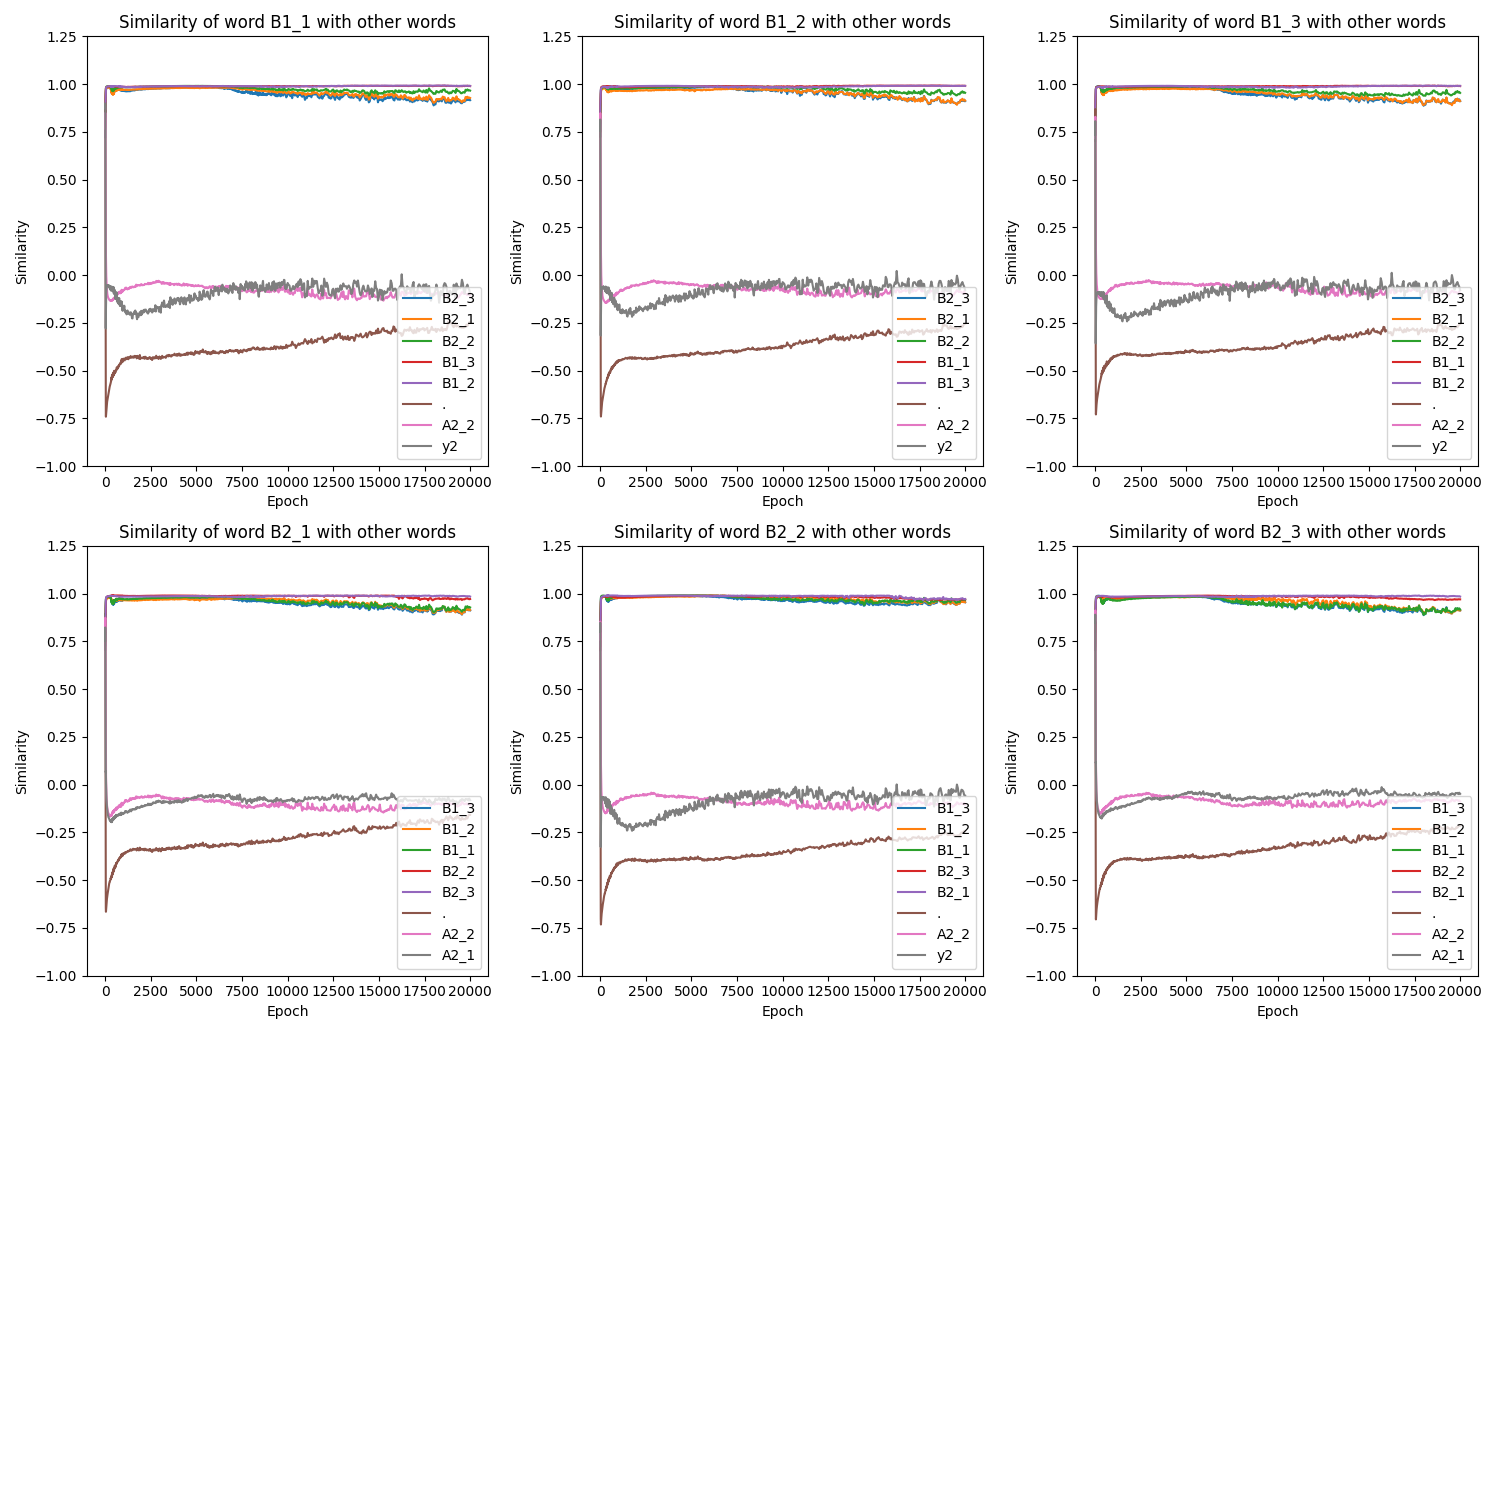 Similarity of word B1_1 with other words
1.25
1.00
0.75
0.50
0.25
0.00
−0.25
−0.50
−0.75
−1.00
Similarity
0 2500 5000 7500 10000 12500 15000 17500 20000
Epoch
B2_3
B2_1
B2_2
B1_3
B1_2
.
A2_2
y2
Similarity of word B1_2 with other words
1.25
1.00
0.75
0.50
0.25
0.00
−0.25
−0.50
−0.75
−1.00
Similarity
0 2500 5000 7500 10000 12500 15000 17500 20000
Epoch
B2_3
B2_1
B2_2
B1_1
B1_3
.
A2_2
y2
Similarity of word B1_3 with other words
1.25
1.00
0.75
0.50
0.25
0.00
−0.25
−0.50
−0.75
−1.00
Similarity
0 2500 5000 7500 10000 12500 15000 17500 20000
Epoch
B2_3
B2_1
B2_2
B1_1
B1_2
.
A2_2
y2
Similarity of word B2_1 with other words
1.25
1.00
0.75
0.50
0.25
0.00
−0.25
−0.50
−0.75
−1.00
Similarity
0 2500 5000 7500 10000 12500 15000 17500 20000
Epoch
B1_3
B1_2
B1_1
B2_2
B2_3
.
A2_2
A2_1
Similarity of word B2_2 with other words
1.25
1.00
0.75
0.50
0.25
0.00
−0.25
−0.50
−0.75
−1.00
Similarity
0 2500 5000 7500 10000 12500 15000 17500 20000
Epoch
B1_3
B1_2
B1_1
B2_3
B2_1
.
A2_2
y2
Similarity of word B2_3 with other words
1.25
1.00
0.75
0.50
0.25
0.00
−0.25
−0.50
−0.75
−1.00
Similarity
0 2500 5000 7500 10000 12500 15000 17500 20000
Epoch
B1_3
B1_2
B1_1
B2_2
B2_1
.
A2_2
A2_1